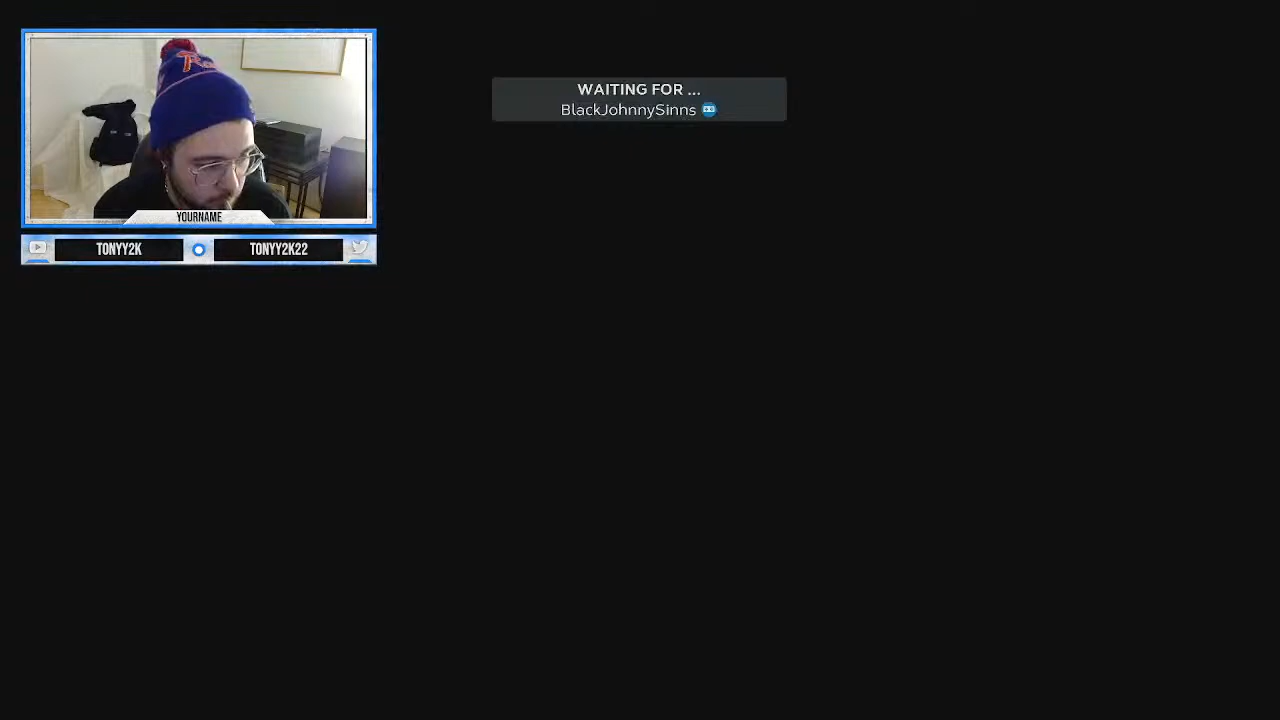 YOURNAME
TONYY2K
TONYY2K22
WAITING FOR ...
BlackJohnnySinns